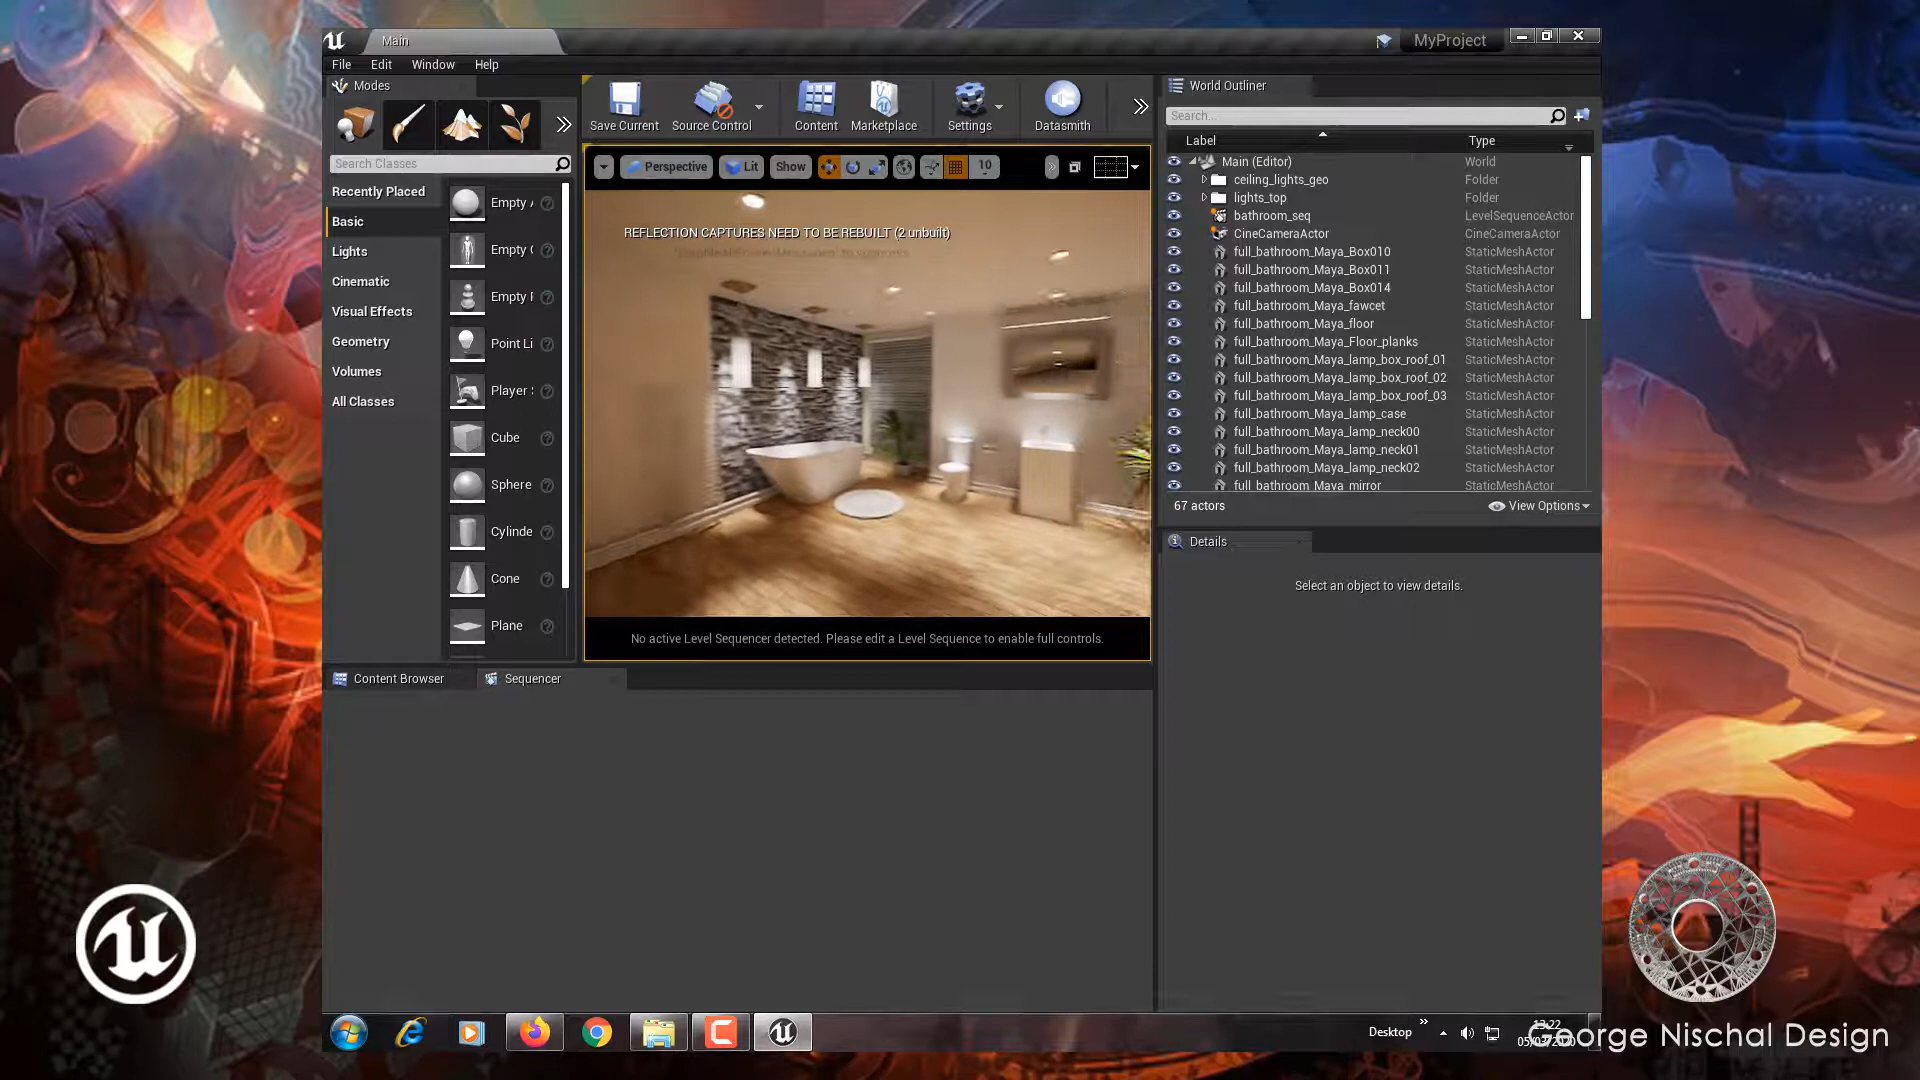 Main
MyProject
File Edit Window Help
Modes
Save Current
Source Control
Content
Marketplace
Settings
Datasmith
World Outliner
Search...
Label
Type
Search Classes
Recently Placed
Basic
Lights
Cinematic
Visual Effects
Geometry
Volumes
All Classes
Empty
Empty
Empty
Point Li
Player
Cube
Sphere
Cylinde
Cone
Plane
Perspective
Lit
Show
10
REFLECTION CAPTURES NEED TO BE REBUILT (2 unbuilt)
No active Level Sequencer detected. Please edit a Level Sequence to enable full controls.
Main (Editor) World
ceiling_lights_geo Folder
lights_top Folder
bathroom_seq LevelSequenceActor
CineCameraActor CineCameraActor
full_bathroom_Maya_Box010 StaticMeshActor
full_bathroom_Maya_Box011 StaticMeshActor
full_bathroom_Maya_Box014 StaticMeshActor
full_bathroom_Maya_fawcet StaticMeshActor
full_bathroom_Maya_floor StaticMeshActor
full_bathroom_Maya_Floor_planks StaticMeshActor
full_bathroom_Maya_lamp_box_roof_01 StaticMeshActor
full_bathroom_Maya_lamp_box_roof_02 StaticMeshActor
full_bathroom_Maya_lamp_box_roof_03 StaticMeshActor
full_bathroom_Maya_lamp_case StaticMeshActor
full_bathroom_Maya_lamp_neck00 StaticMeshActor
full_bathroom_Maya_lamp_neck01 StaticMeshActor
full_bathroom_Maya_lamp_neck02 StaticMeshActor
full_bathroom_Maya_mirror StaticMeshActor
67 actors
View Options
Details
Select an object to view details.
Content Browser
Sequencer
Desktop
13:22
George Nischal Design